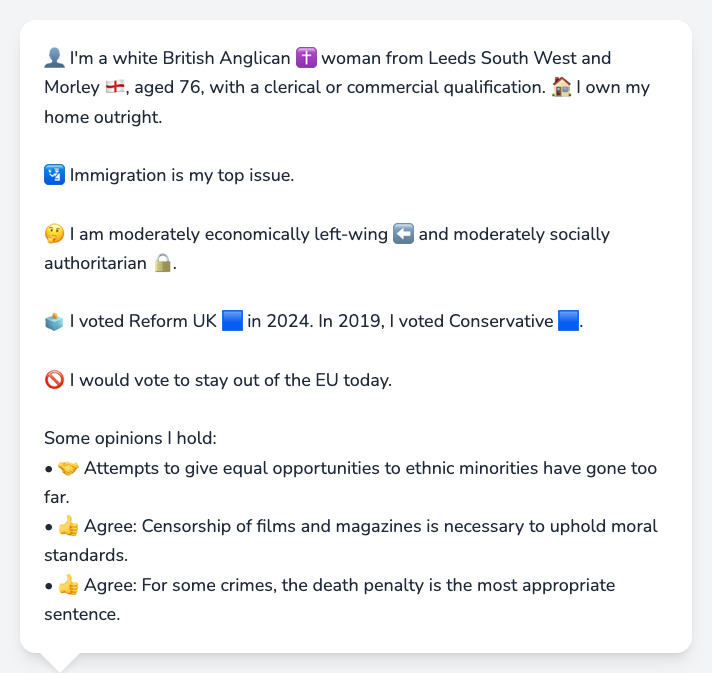 👤 I'm a white British Anglican ✝️ woman from Leeds South West and
Morley 🏴󠁧󠁢󠁥󠁮󠁧󠁿, aged 76, with a clerical or commercial qualification. 🏠 I own my
home outright.
🛂 Immigration is my top issue.
🤔 I am moderately economically left-wing ⬅️ and moderately socially
authoritarian 🔒.
🗳️ I voted Reform UK 🟦 in 2024. In 2019, I voted Conservative 🟦.
🚫 I would vote to stay out of the EU today.
Some opinions I hold:
• 🤝 Attempts to give equal opportunities to ethnic minorities have gone too
far.
• 👍 Agree: Censorship of films and magazines is necessary to uphold moral
standards.
• 👍 Agree: For some crimes, the death penalty is the most appropriate
sentence.